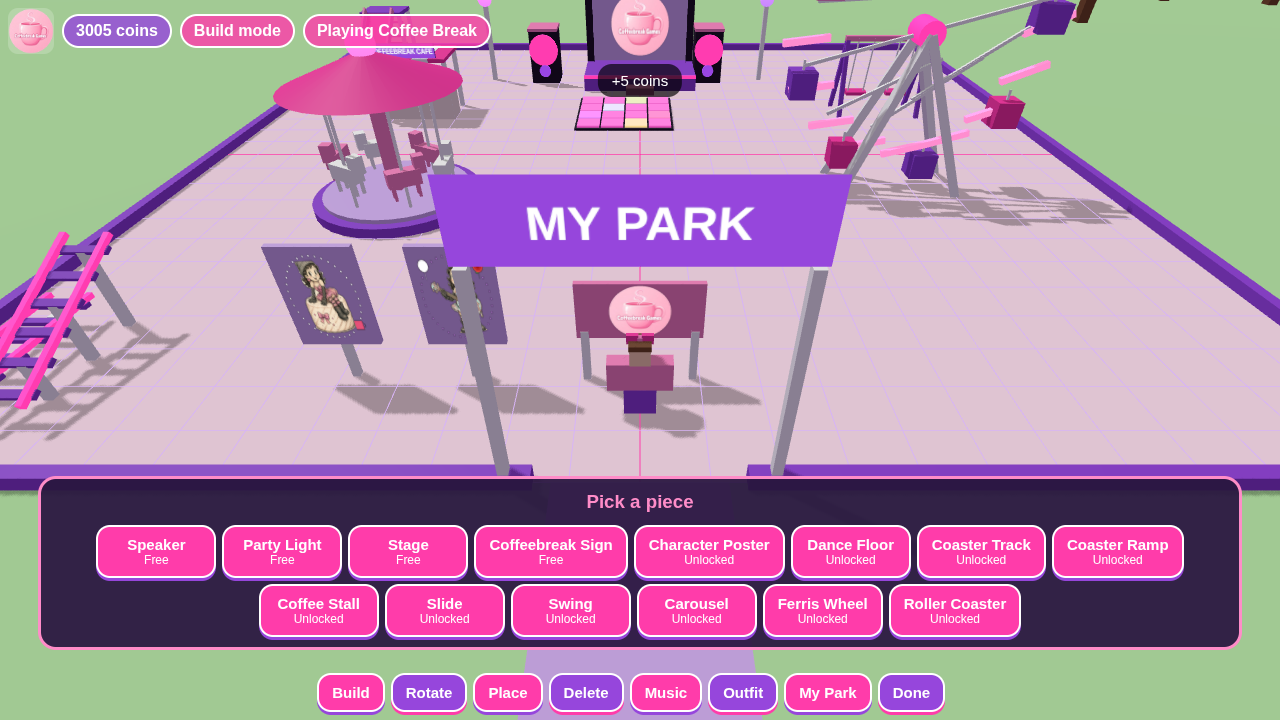 3005 coins
Build mode
Playing Coffee Break
+5 coins
MY PARK
Coffeebreak Games
Pick a piece
Speaker
Free
Party Light
Free
Stage
Free
Coffeebreak Sign
Free
Character Poster
Unlocked
Dance Floor
Unlocked
Coaster Track
Unlocked
Coaster Ramp
Unlocked
Coffee Stall
Unlocked
Slide
Unlocked
Swing
Unlocked
Carousel
Unlocked
Ferris Wheel
Unlocked
Roller Coaster
Unlocked
Build
Rotate
Place
Delete
Music
Outfit
My Park
Done